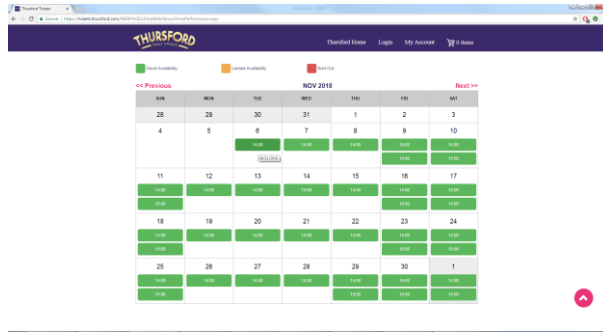 Thursford Tickets
Secure
https://tickets.thursford.com/
THURSFORD
Thursford Home Login My Account 0 items
Good Availability Limited Availability Sold Out
<< Previous NOV 2018 Next >>
SUN MON TUE WED THU FRI SAT
28 29 30 31 1 2 3
4 5 6 7 8 9 10
14:00 14:00 14:00 14:00 14:00
19:00 19:00
11 12 13 14 15 16 17
14:00 14:00 14:00 14:00 14:00 14:00 14:00
19:00 19:00 19:00
18 19 20 21 22 23 24
14:00 14:00 14:00 14:00 14:00 14:00 14:00
19:00 19:00 19:00
25 26 27 28 29 30 1
14:00 14:00 14:00 14:00 14:00 14:00 14:00
19:00 19:00 19:00 19:00